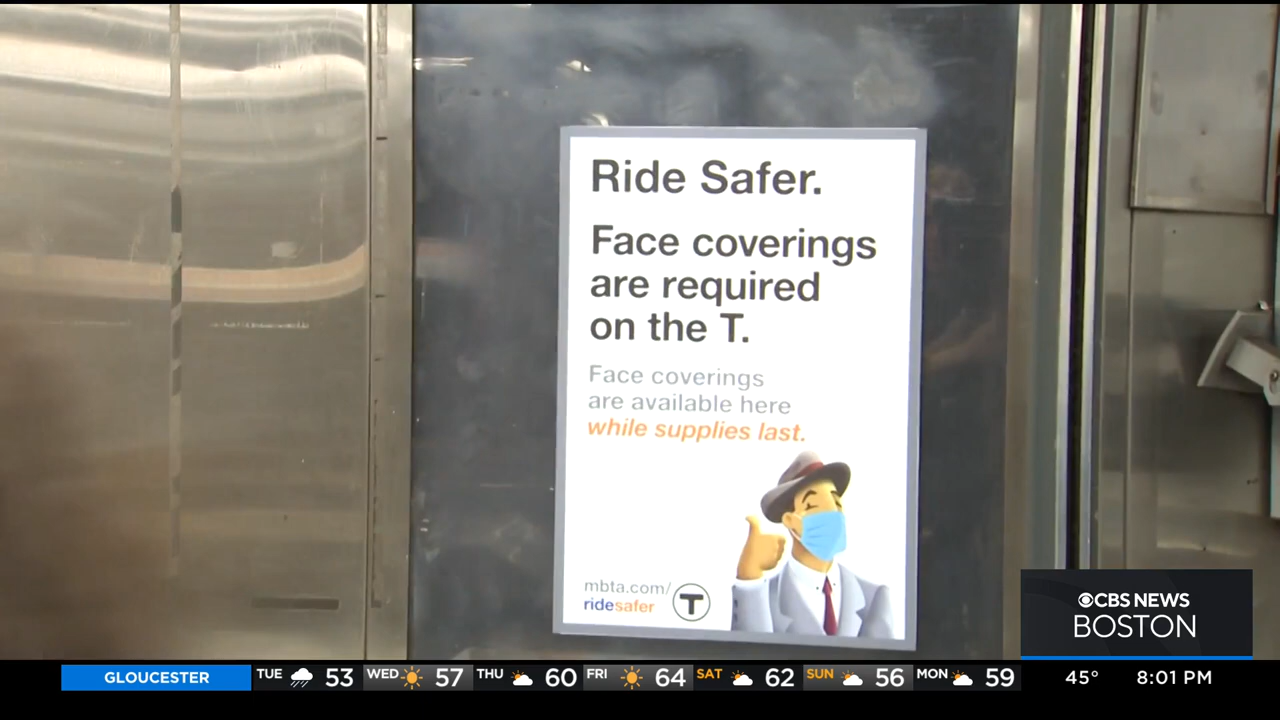 Ride Safer.
Face coverings
are required
on the T.
Face coverings
are available here
while supplies last.
mbta.com/
ridesafer
T
CBS NEWS
BOSTON
GLOUCESTER TUE 53 WED 57 THU 60 FRI 64 SAT 62 SUN 56 MON 59 45° 8:01 PM